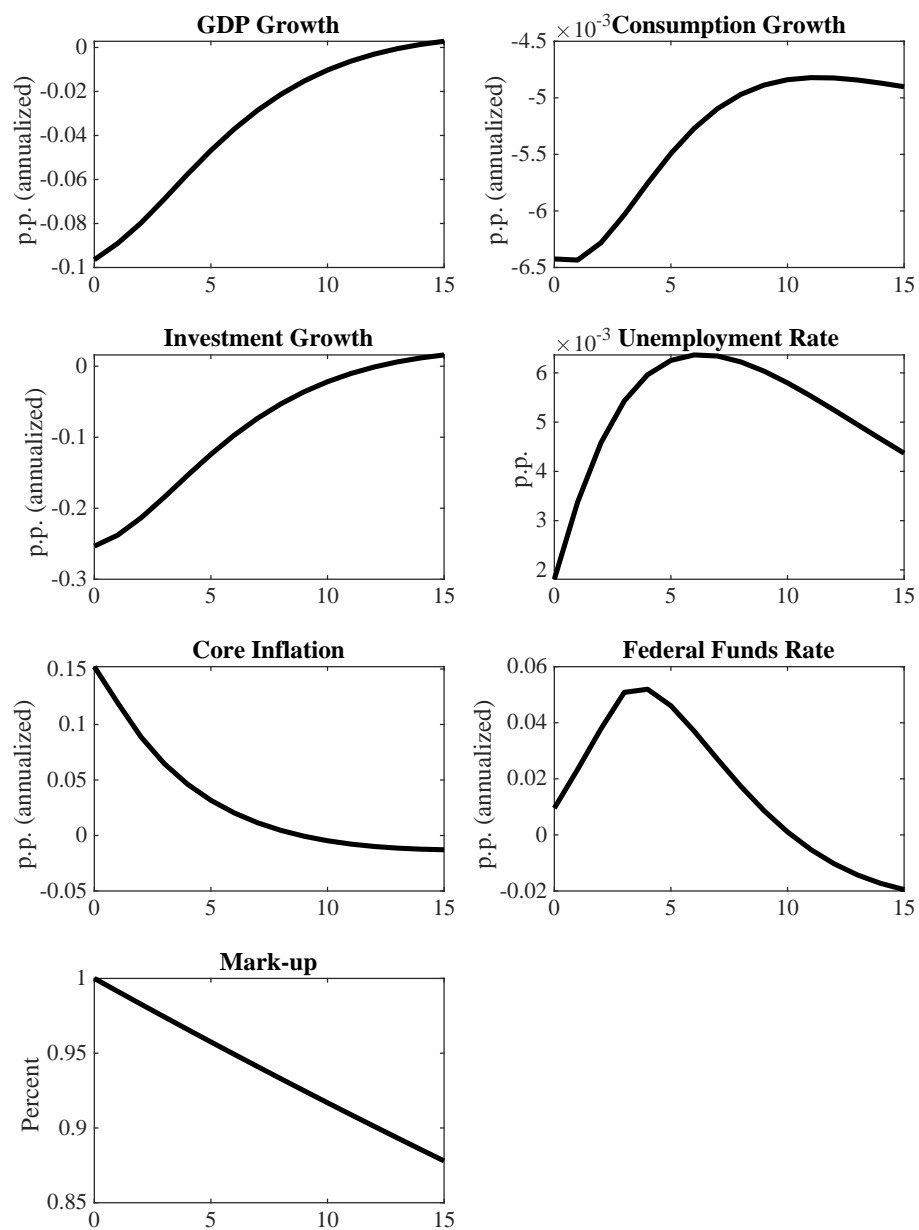 GDP Growth
0
-0.02
-0.04
-0.06
-0.08
-0.1
p.p. (annualized)
0 5 10 15
×10⁻³ Consumption Growth
-4.5
-5
-5.5
-6
-6.5
p.p. (annualized)
0 5 10 15
Investment Growth
0
-0.1
-0.2
-0.3
p.p. (annualized)
0 5 10 15
×10⁻³ Unemployment Rate
6
5
4
3
2
p.p.
0 5 10 15
Core Inflation
0.15
0.1
0.05
0
-0.05
p.p. (annualized)
0 5 10 15
Federal Funds Rate
0.06
0.04
0.02
0
-0.02
p.p. (annualized)
0 5 10 15
Mark-up
1
0.95
0.9
0.85
Percent
0 5 10 15